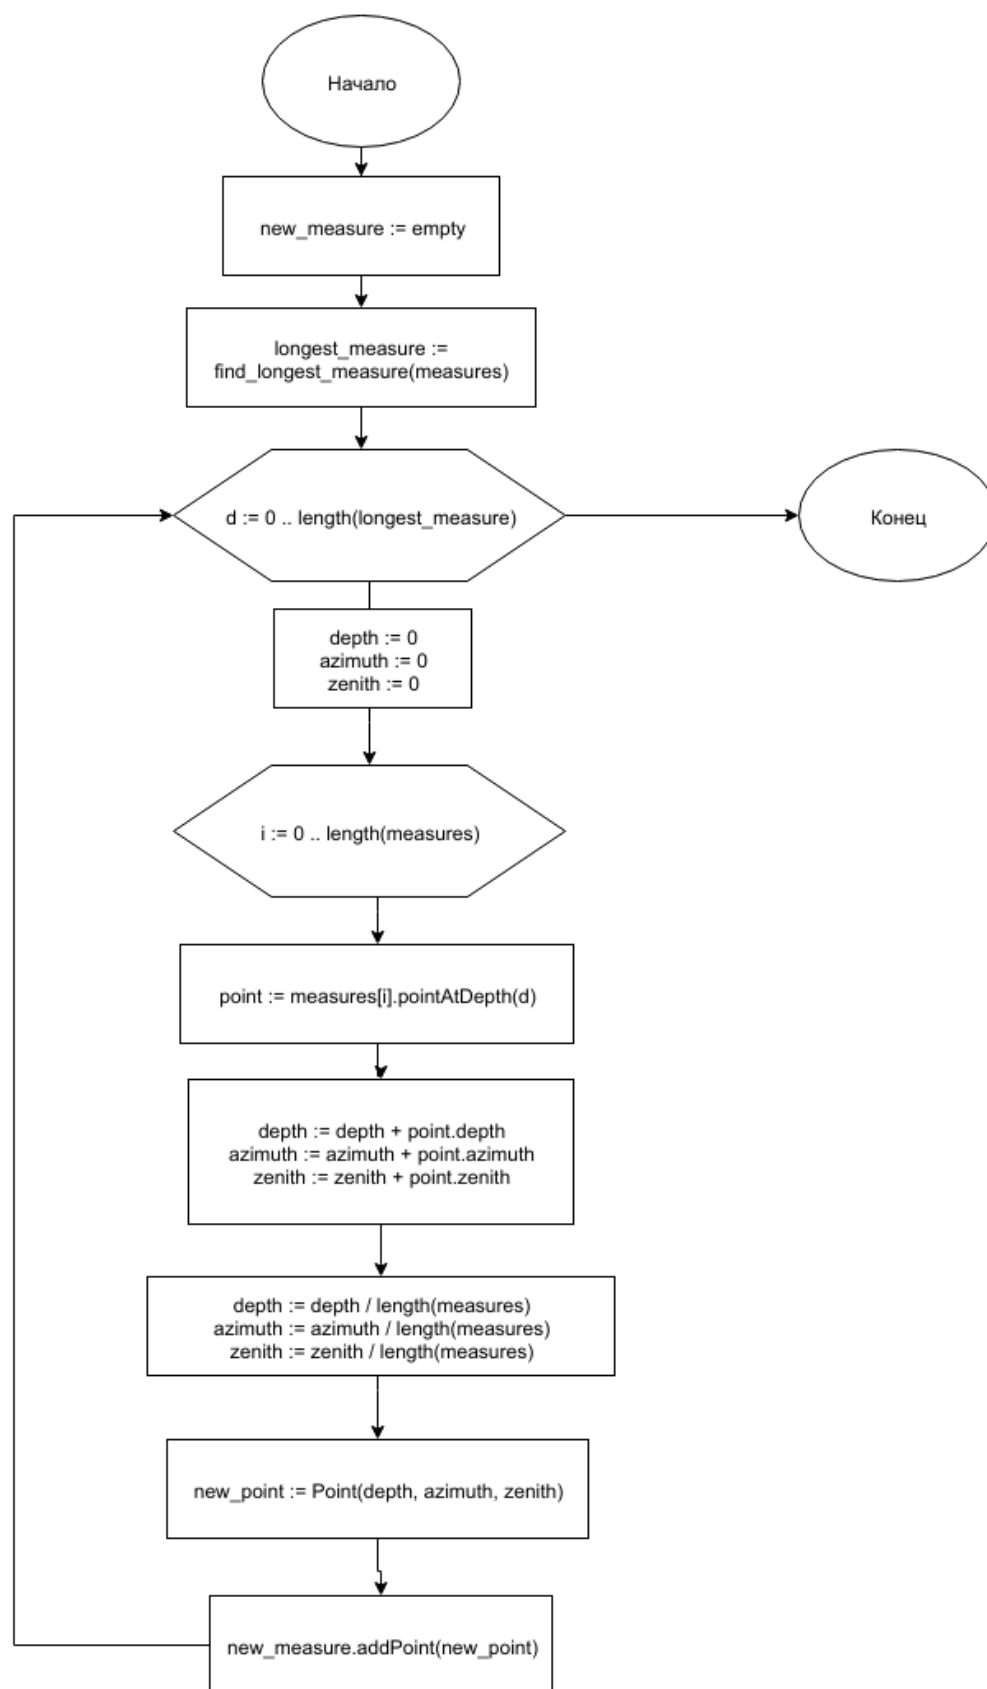 Начало
new_measure := empty
longest_measure :=
find_longest_measure(measures)
d := 0 .. length(longest_measure)
Конец
depth := 0
azimuth := 0
zenith := 0
i := 0 .. length(measures)
point := measures[i].pointAtDepth(d)
depth := depth + point.depth
azimuth := azimuth + point.azimuth
zenith := zenith + point.zenith
depth := depth / length(measures)
azimuth := azimuth / length(measures)
zenith := zenith / length(measures)
new_point := Point(depth, azimuth, zenith)
new_measure.addPoint(new_point)